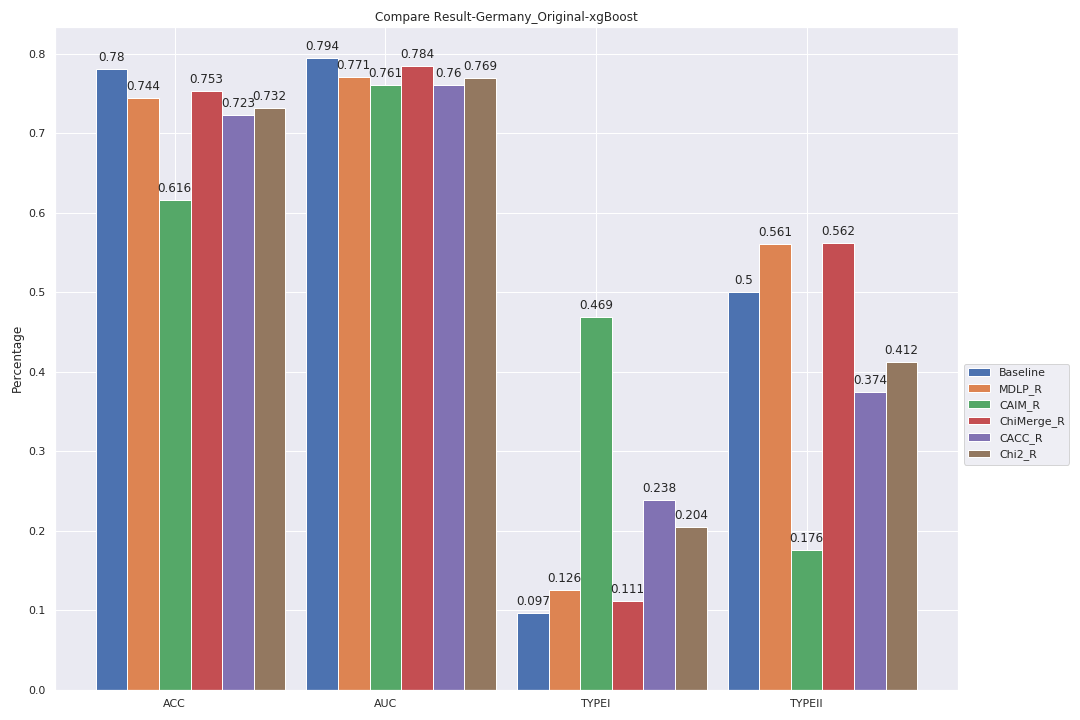 Compare Result-Germany_Original-xgBoost
Percentage
0.8
0.7
0.6
0.5
0.4
0.3
0.2
0.1
0.0
0.78
0.744
0.616
0.753
0.723
0.732
0.794
0.771
0.761
0.784
0.76
0.769
0.097
0.126
0.469
0.111
0.238
0.204
0.5
0.561
0.176
0.562
0.374
0.412
ACC
AUC
TYPEI
TYPEII
Baseline
MDLP_R
CAIM_R
ChiMerge_R
CACC_R
Chi2_R